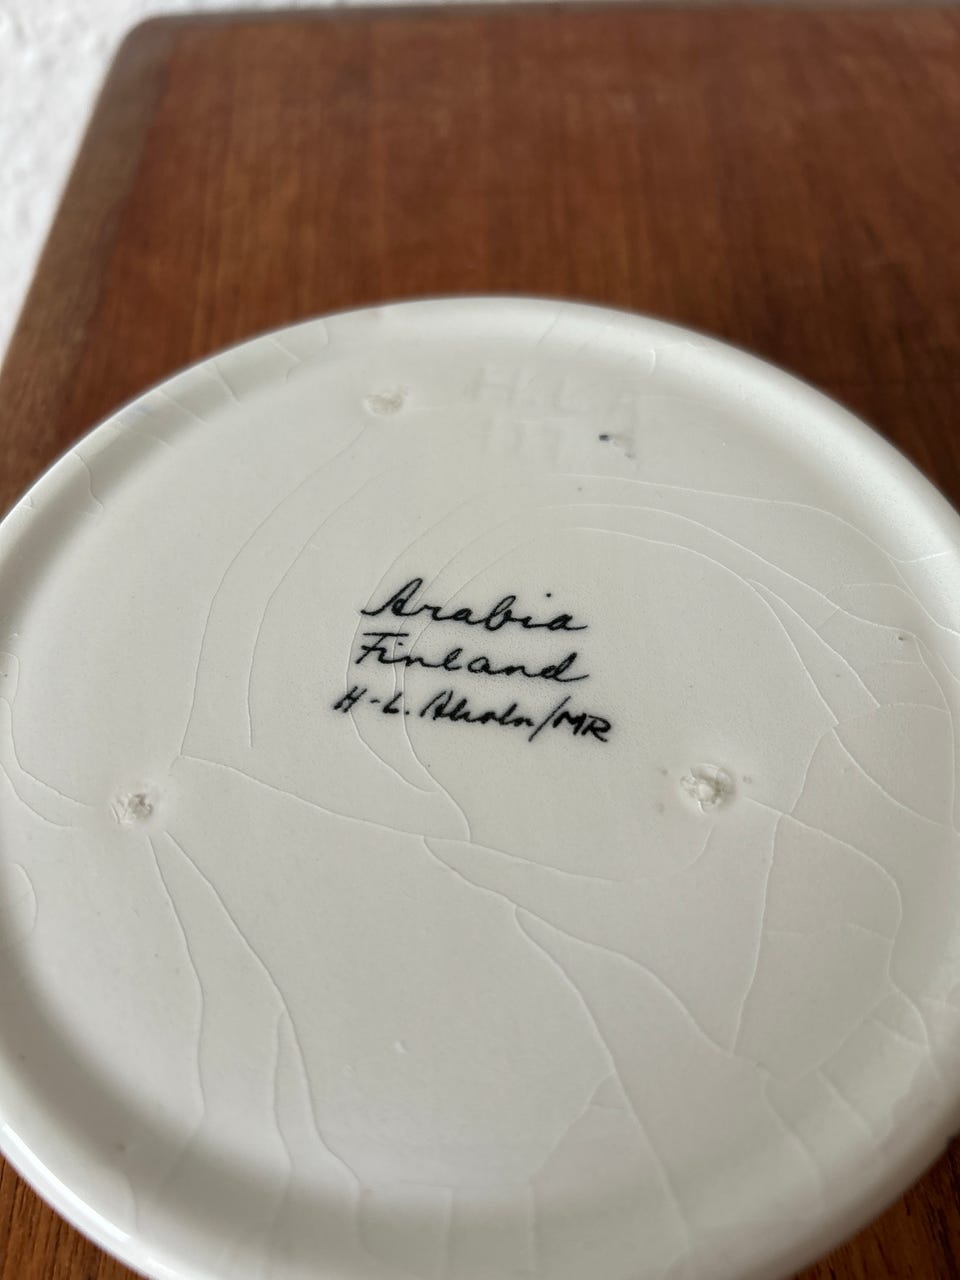 H.L.A
Arabia
Finland
H-L. Ahola/MR